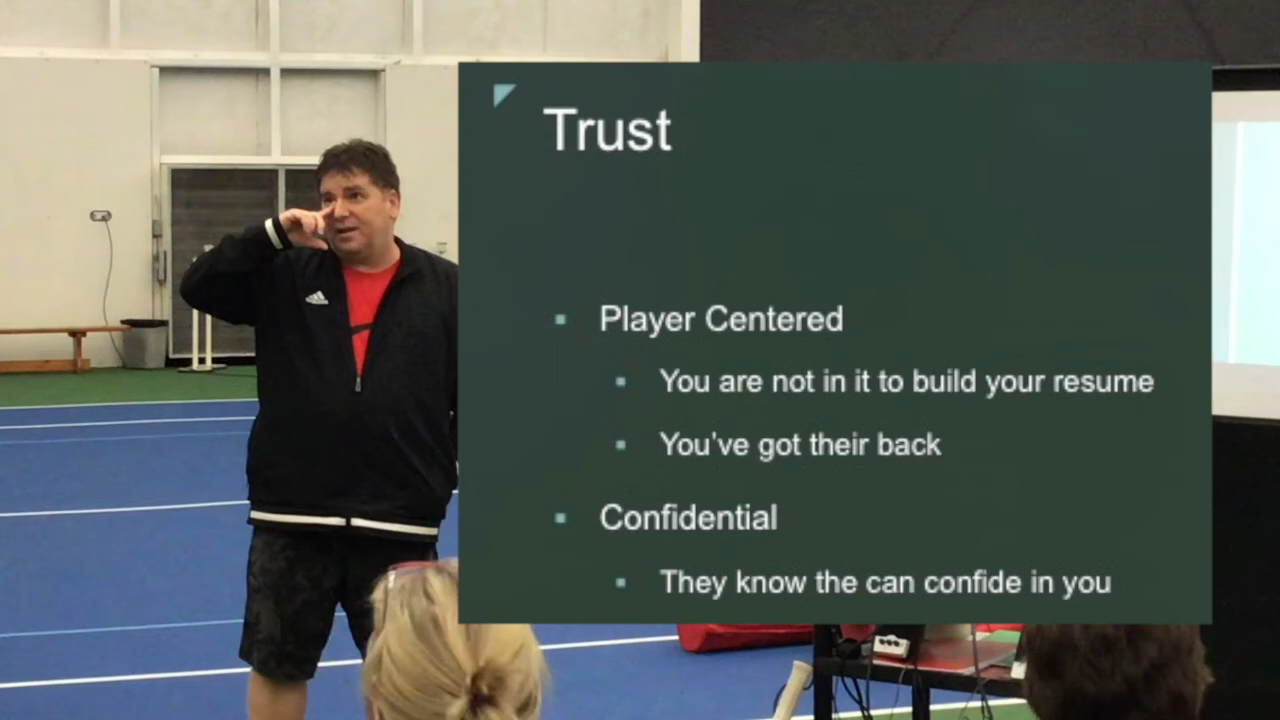 Trust
Player Centered
You are not in it to build your resume
You've got their back
Confidential
They know the can confide in you